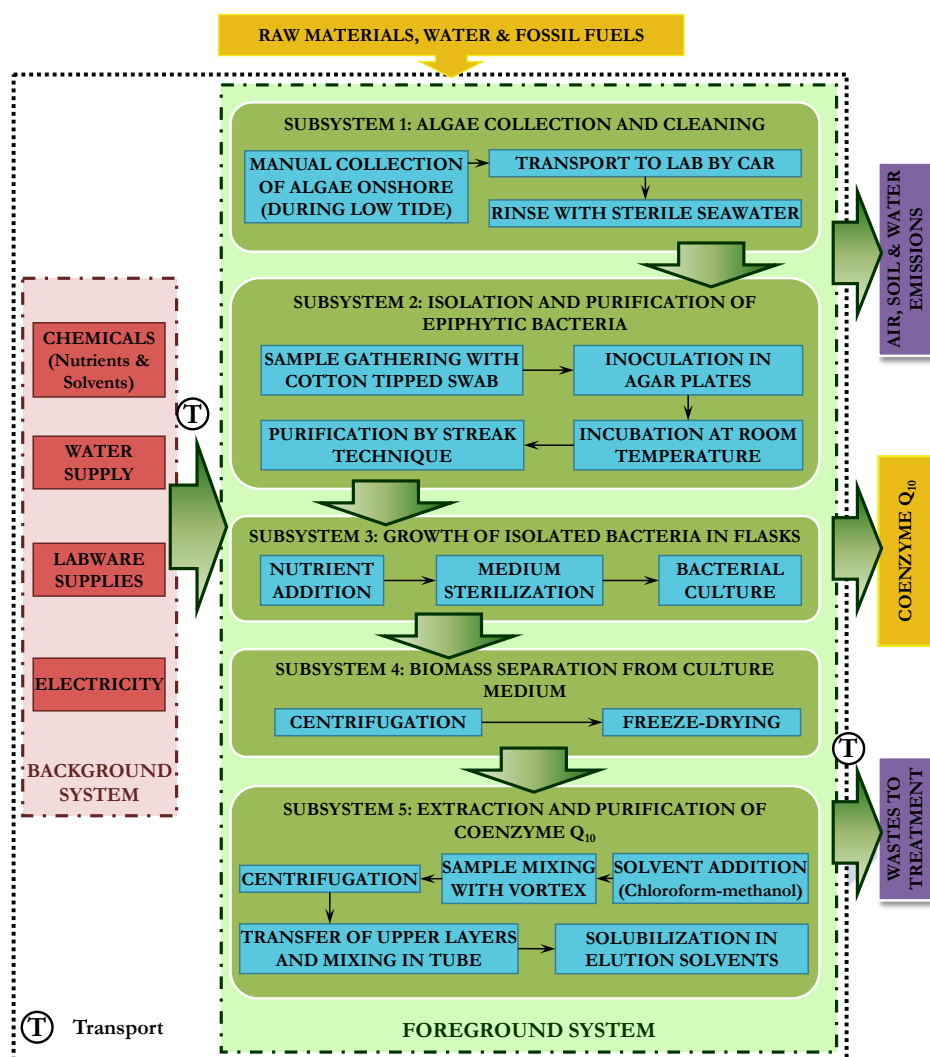 RAW MATERIALS, WATER & FOSSIL FUELS
SUBSYSTEM 1: ALGAE COLLECTION AND CLEANING
MANUAL COLLECTION
OF ALGAE ONSHORE
(DURING LOW TIDE)
TRANSPORT TO LAB BY CAR
RINSE WITH STERILE SEAWATER
SUBSYSTEM 2: ISOLATION AND PURIFICATION OF
EPIPHYTIC BACTERIA
SAMPLE GATHERING WITH
COTTON TIPPED SWAB
INOCULATION IN
AGAR PLATES
PURIFICATION BY STREAK
TECHNIQUE
INCUBATION AT ROOM
TEMPERATURE
SUBSYSTEM 3: GROWTH OF ISOLATED BACTERIA IN FLASKS
NUTRIENT
ADDITION
MEDIUM
STERILIZATION
BACTERIAL
CULTURE
SUBSYSTEM 4: BIOMASS SEPARATION FROM CULTURE
MEDIUM
CENTRIFUGATION
FREEZE-DRYING
SUBSYSTEM 5: EXTRACTION AND PURIFICATION OF
COENZYME Q10
CENTRIFUGATION
SAMPLE MIXING
WITH VORTEX
SOLVENT ADDITION
(Chloroform-methanol)
TRANSFER OF UPPER LAYERS
AND MIXING IN TUBE
SOLUBILIZATION IN
ELUTION SOLVENTS
FOREGROUND SYSTEM
CHEMICALS
(Nutrients &
Solvents)
WATER
SUPPLY
LABWARE
SUPPLIES
ELECTRICITY
BACKGROUND
SYSTEM
T
AIR, SOIL & WATER
EMISSIONS
COENZYME Q10
T
WASTES TO
TREATMENT
T Transport